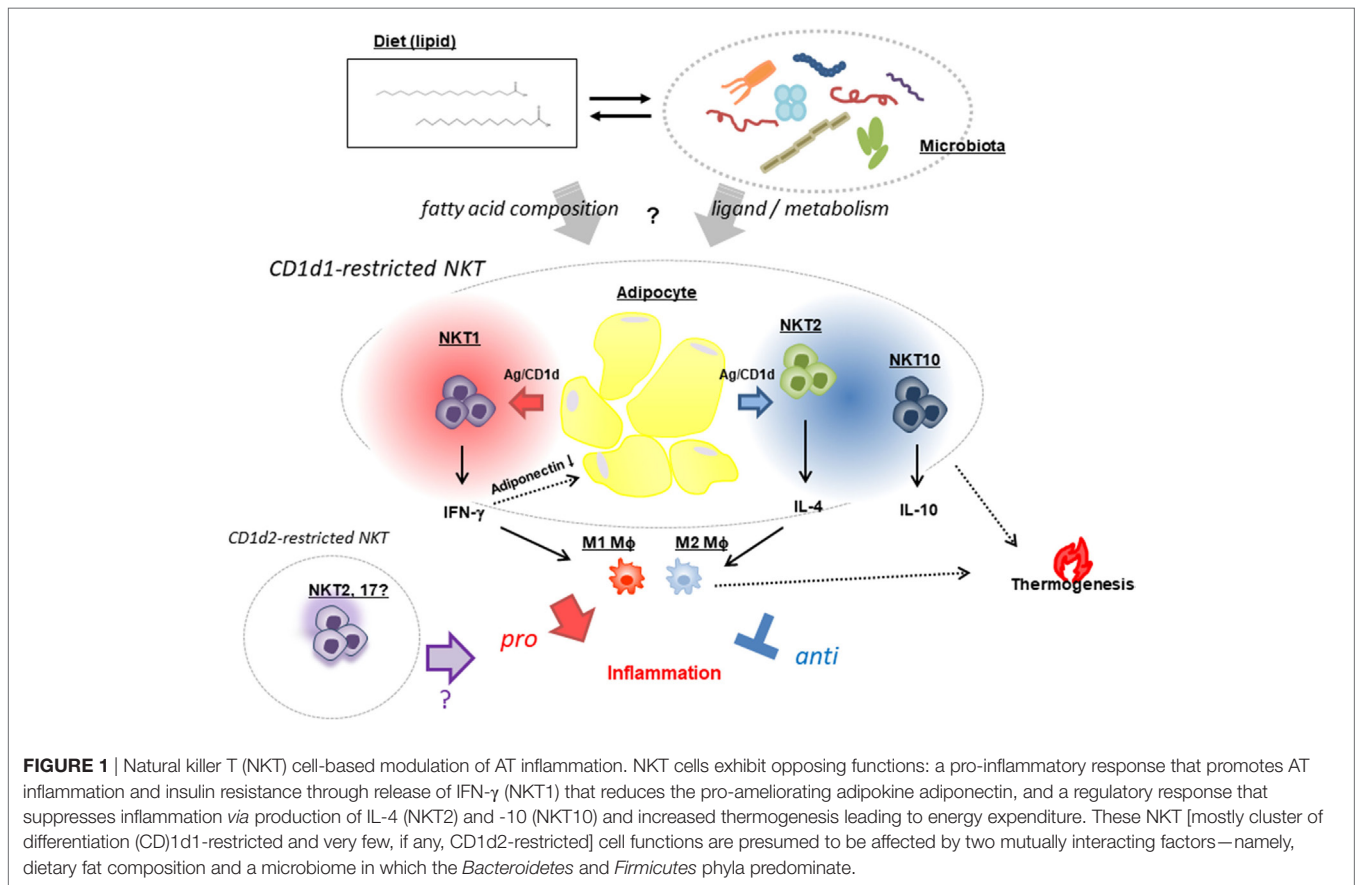 Diet (lipid)
Microbiota
fatty acid composition
?
ligand / metabolism
CD1d1-restricted NKT
Adipocyte
NKT1
NKT2
NKT10
Ag/CD1d
Ag/CD1d
Adiponectin ↓
IFN-γ
IL-4
IL-10
CD1d2-restricted NKT
M1 Mϕ
M2 Mϕ
Thermogenesis
NKT2, 17?
pro
anti
Inflammation
?
FIGURE 1 | Natural killer T (NKT) cell-based modulation of AT inflammation. NKT cells exhibit opposing functions: a pro-inflammatory response that promotes AT
inflammation and insulin resistance through release of IFN-γ (NKT1) that reduces the pro-ameliorating adipokine adiponectin, and a regulatory response that
suppresses inflammation via production of IL-4 (NKT2) and -10 (NKT10) and increased thermogenesis leading to energy expenditure. These NKT [mostly cluster of
differentiation (CD)1d1-restricted and very few, if any, CD1d2-restricted] cell functions are presumed to be affected by two mutually interacting factors—namely,
dietary fat composition and a microbiome in which the Bacteroidetes and Firmicutes phyla predominate.